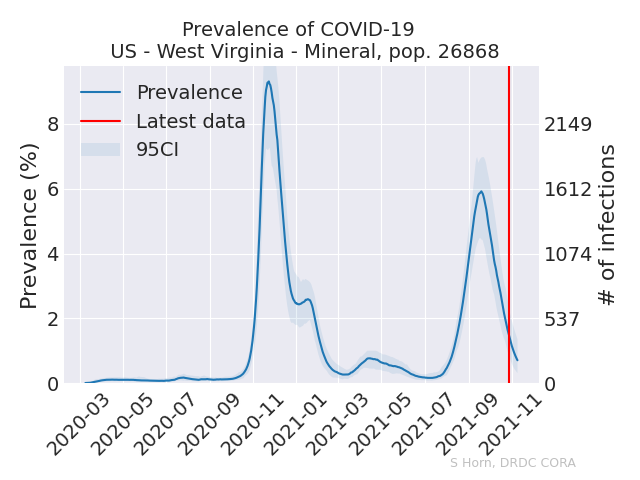 Prevalence of COVID-19
US - West Virginia - Mineral, pop. 26868
Prevalence
Latest data
95CI
Prevalence (%)
8
6
4
2
0
2149
1612
1074
537
0
# of infections
2020-03
2020-05
2020-07
2020-09
2020-11
2021-01
2021-03
2021-05
2021-07
2021-09
2021-11
S Horn, DRDC CORA